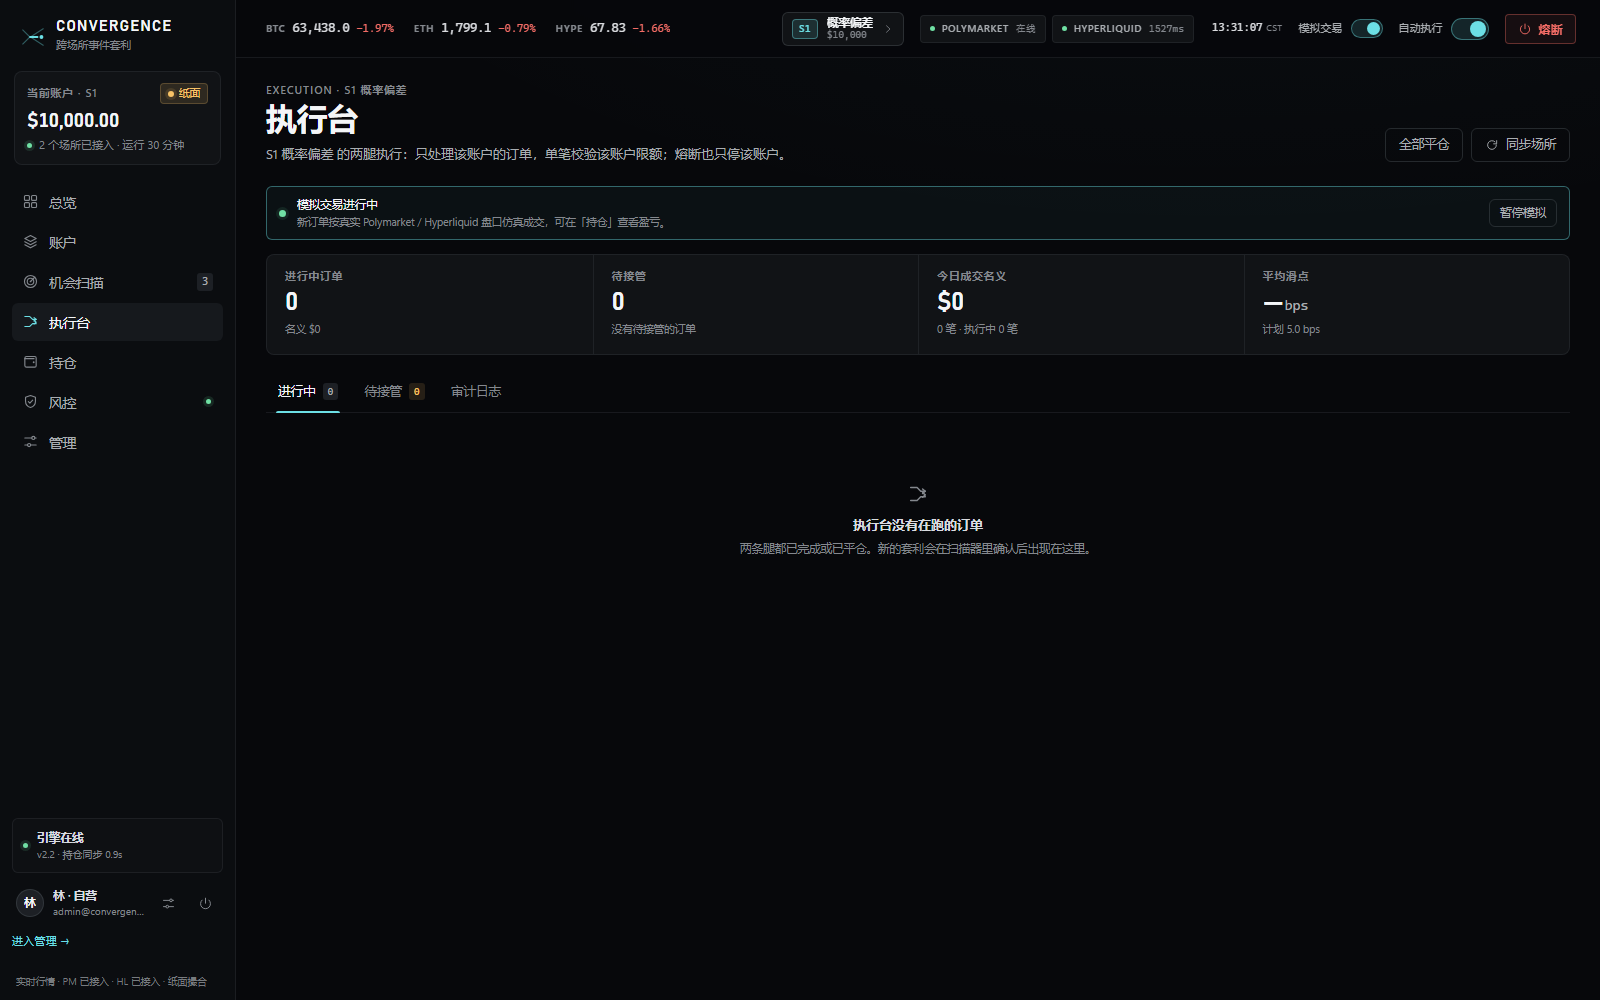 CONVERGENCE
跨场所事件套利
当前账户 · S1
纸面
$10,000.00
2 个场所已接入 · 运行 30 分钟
总览
账户
机会扫描
3
执行台
持仓
风控
管理
引擎在线
v2.2 · 持仓同步 0.9s
林
林 · 自营
admin@convergen...
进入管理 →
实时行情 · PM 已接入 · HL 已接入 · 纸面撮合
BTC 63,438.0 -1.97%
ETH 1,799.1 -0.79%
HYPE 67.83 -1.66%
S1
概率偏差
$10,000
POLYMARKET 在线
HYPERLIQUID 1527ms
13:31:07 CST
模拟交易
自动执行
熔断
EXECUTION · S1 概率偏差
执行台
S1 概率偏差 的两腿执行：只处理该账户的订单，单笔校验该账户限额；熔断也只停该账户。
全部平仓
同步场所
模拟交易进行中
新订单按真实 Polymarket / Hyperliquid 盘口仿真成交，可在「持仓」查看盈亏。
暂停模拟
进行中订单
0
名义 $0
待接管
0
没有待接管的订单
今日成交名义
$0
0 笔 · 执行中 0 笔
平均滑点
—bps
计划 5.0 bps
进行中 0
待接管 0
审计日志
执行台没有在跑的订单
两条腿都已完成或已平仓。新的套利会在扫描器里确认后出现在这里。